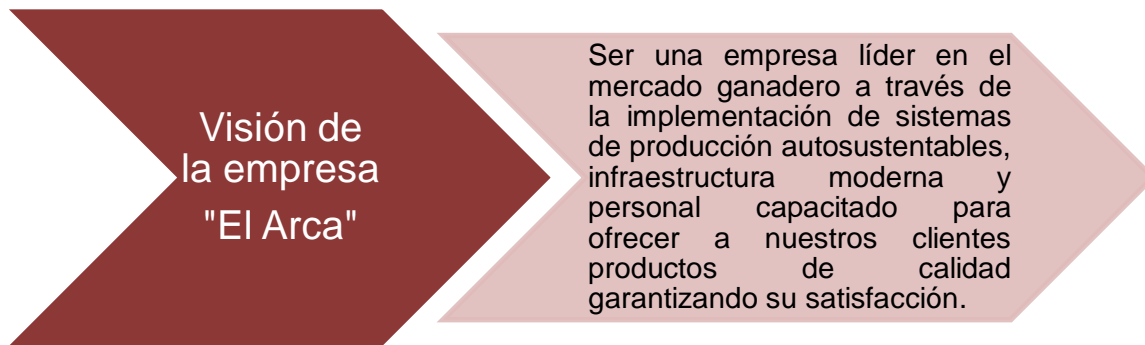 Visión de
la empresa
"El Arca"
Ser una empresa líder en el
mercado ganadero a través de
la implementación de sistemas
de producción autosustentables,
infraestructura moderna y
personal capacitado para
ofrecer a nuestros clientes
productos de calidad
garantizando su satisfacción.